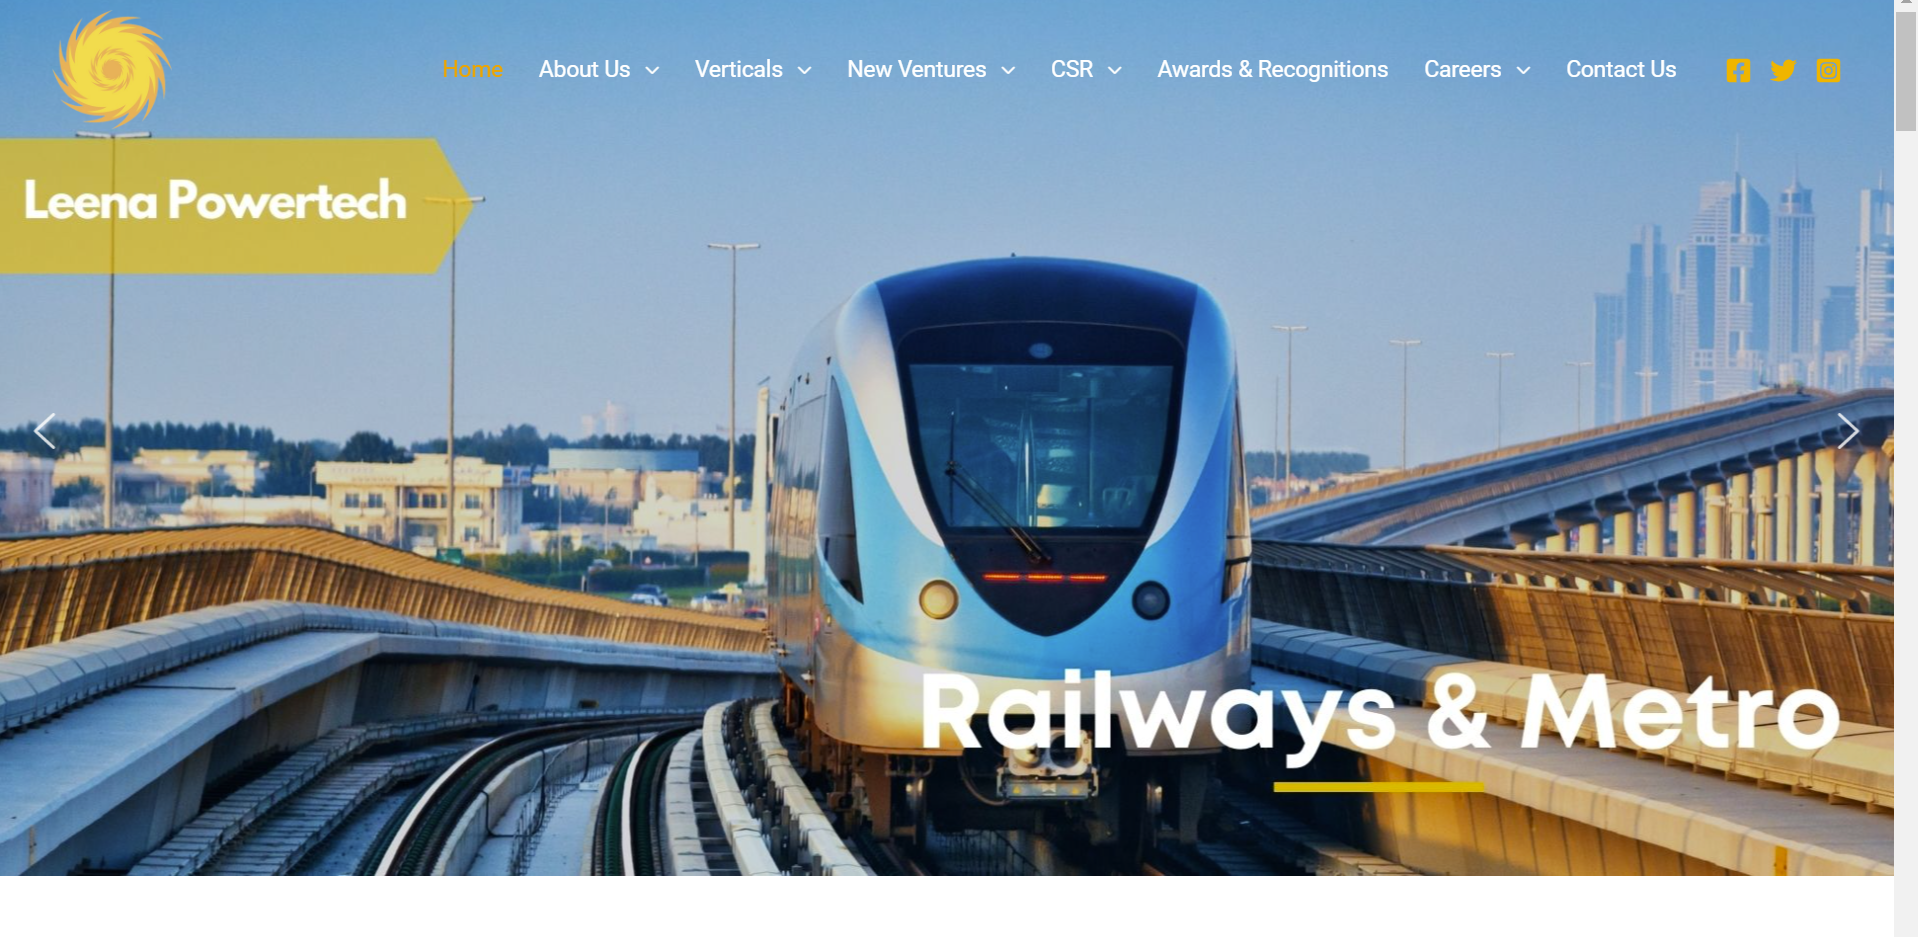 Home About Us Verticals New Ventures CSR Awards & Recognitions Careers Contact Us
Leena Powertech
Railways & Metro